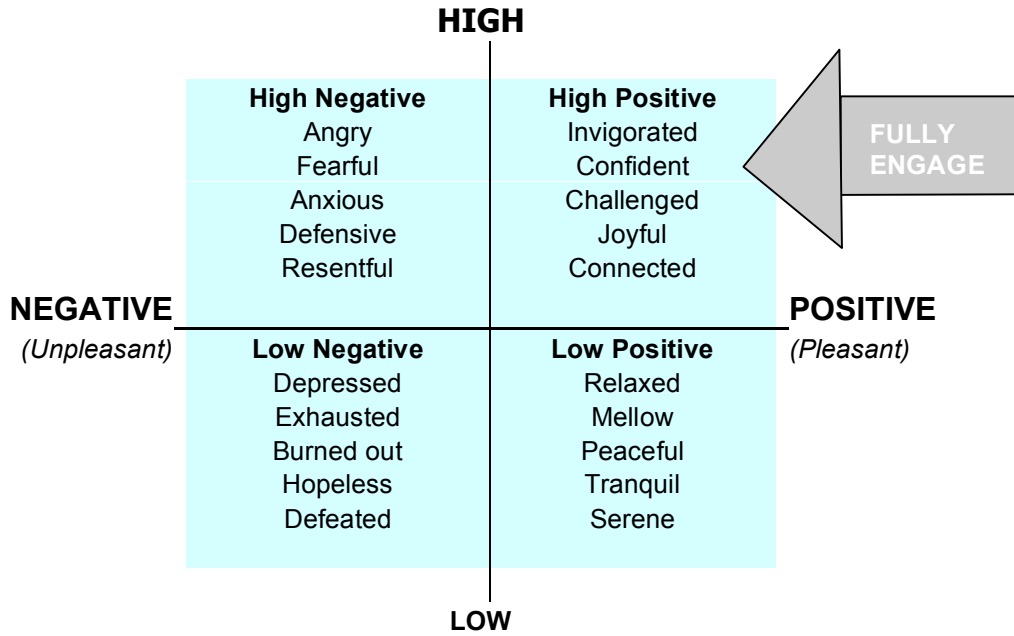 HIGH
High Negative
Angry
Fearful
Anxious
Defensive
Resentful
High Positive
Invigorated
Confident
Challenged
Joyful
Connected
FULLY
ENGAGE
NEGATIVE
(Unpleasant)
POSITIVE
(Pleasant)
Low Negative
Depressed
Exhausted
Burned out
Hopeless
Defeated
Low Positive
Relaxed
Mellow
Peaceful
Tranquil
Serene
LOW